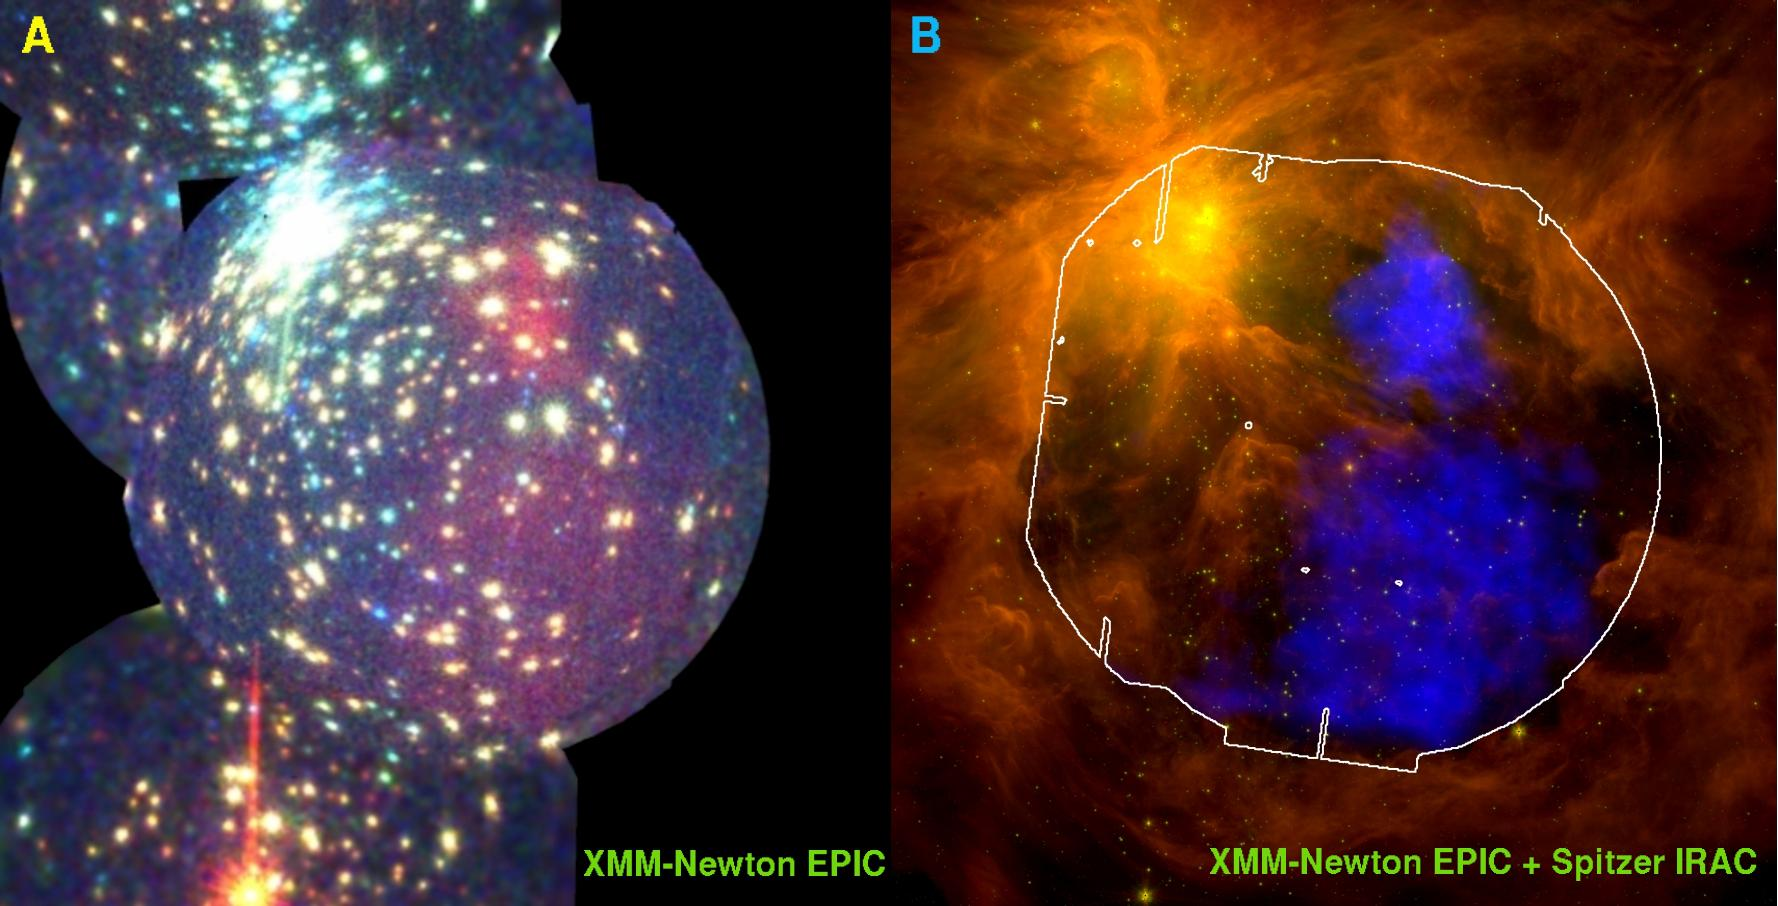 A
B
XMM-Newton EPIC
XMM-Newton EPIC + Spitzer IRAC